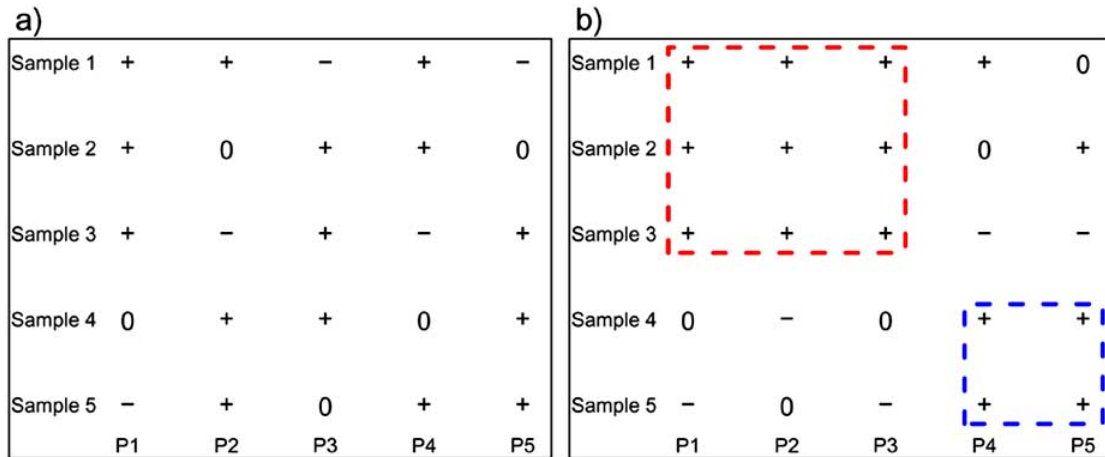 a)
Sample 1 + + − + −
Sample 2 + 0 + + 0
Sample 3 + − + − +
Sample 4 0 + + 0 +
Sample 5 − + 0 + +
P1 P2 P3 P4 P5
b)
Sample 1 + + + + 0
Sample 2 + + + 0 +
Sample 3 + + + − −
Sample 4 0 − 0 + +
Sample 5 − 0 − + +
P1 P2 P3 P4 P5